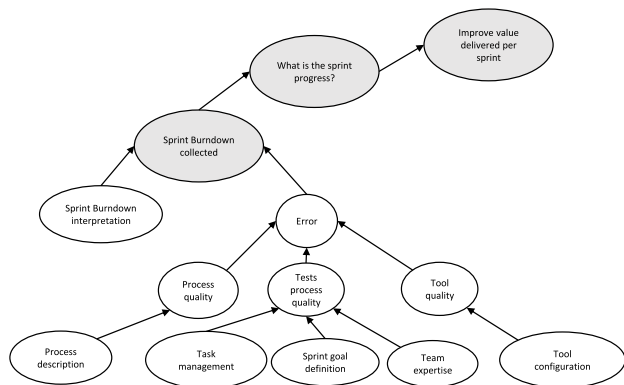 Improve value
delivered per
sprint
What is the sprint
progress?
Sprint Burndown
collected
Sprint Burndown
interpretation
Error
Process
quality
Tests
process
quality
Tool
quality
Process
description
Task
management
Sprint goal
definition
Team
expertise
Tool
configuration